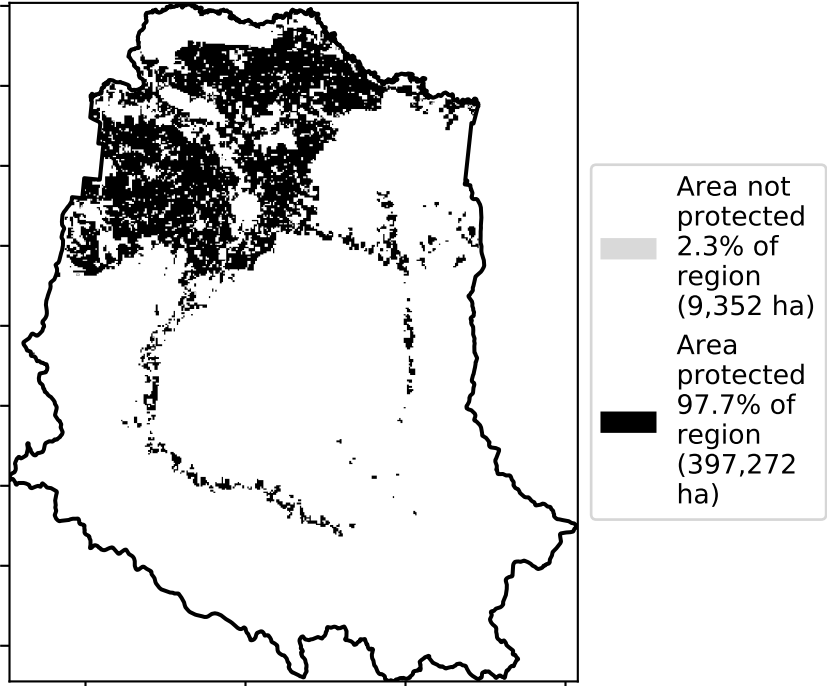 Area not
protected
2.3% of
region
(9,352 ha)
Area
protected
97.7% of
region
(397,272
ha)